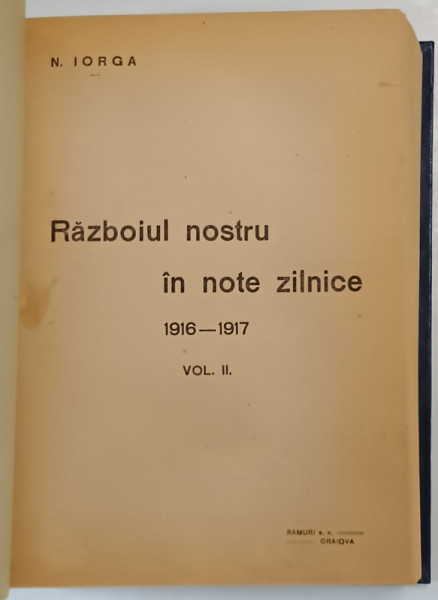 N. IORGA
Războiul nostru
în note zilnice
1916—1917
VOL. II.
RAMURI s. a.
CRAIOVA